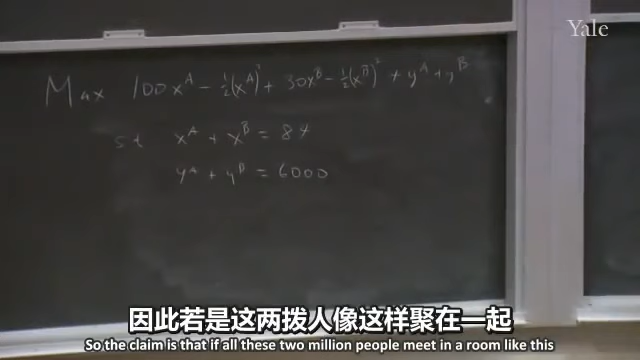 Yale
Max 100x^A - ½(x^A)² + 30x^B - ½(x^B)² + y^A + y^B
st x^A + x^B = 84
y^A + y^B = 6000
因此若是这两拨人像这样聚在一起
So the claim is that if all these two million people meet in a room like this